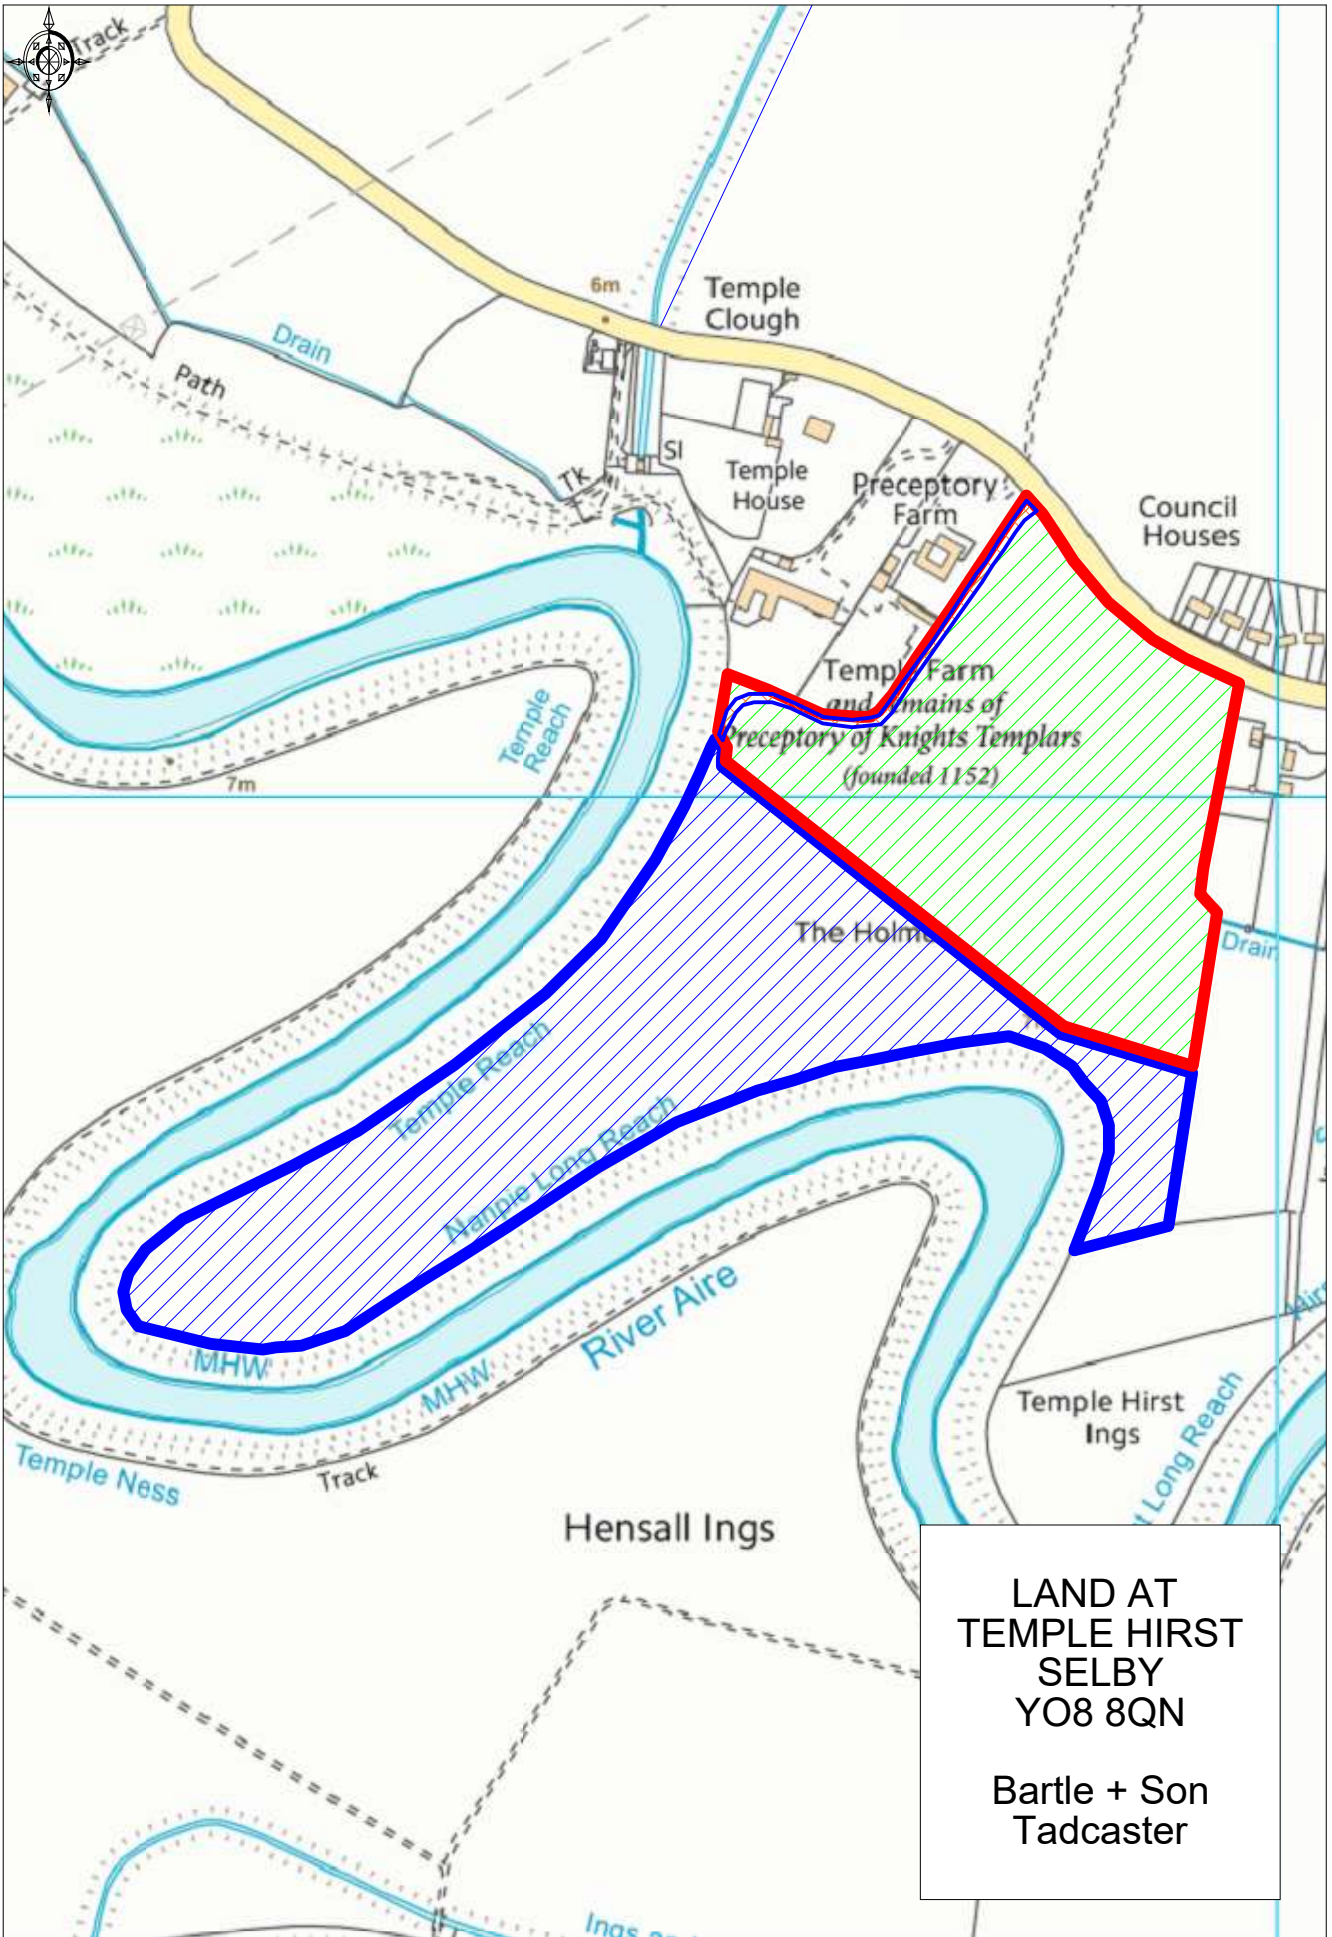 Track
6m
Temple
Clough
Drain
Path
Sl
Tk
Temple
House
Preceptory
Farm
Council
Houses
Temple
Reach
7m
Farm
and remains of
Preceptory of Knights Templars
(founded 1152)
The
Drain
Temple Reach
Nanpie Long Reach
River Aire
MHW
MHW
Temple Ness
Track
Temple Hirst
Ings
Long Reach
Hensall Ings
Ings
LAND AT
TEMPLE HIRST
SELBY
YO8 8QN
Bartle + Son
Tadcaster